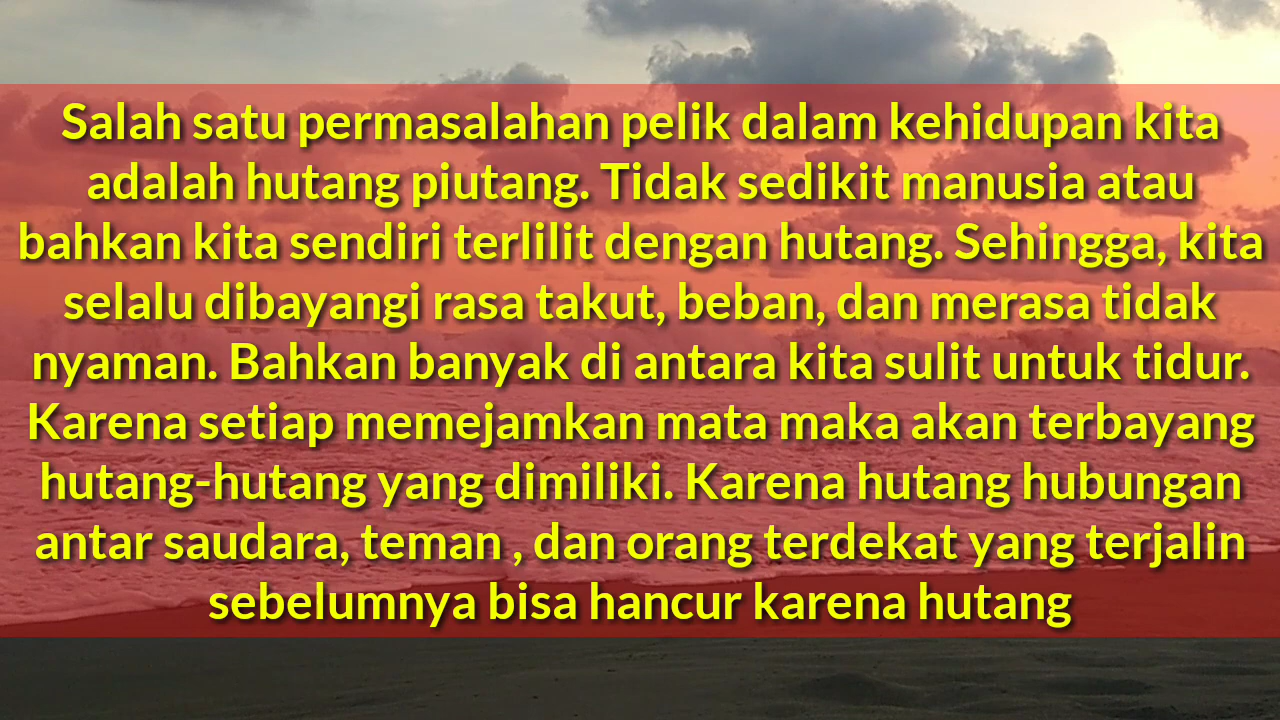 Salah satu permasalahan pelik dalam kehidupan kita
adalah hutang piutang. Tidak sedikit manusia atau
bahkan kita sendiri terlilit dengan hutang. Sehingga, kita
selalu dibayangi rasa takut, beban, dan merasa tidak
nyaman. Bahkan banyak di antara kita sulit untuk tidur.
Karena setiap memejamkan mata maka akan terbayang
hutang-hutang yang dimiliki. Karena hutang hubungan
antar saudara, teman , dan orang terdekat yang terjalin
sebelumnya bisa hancur karena hutang